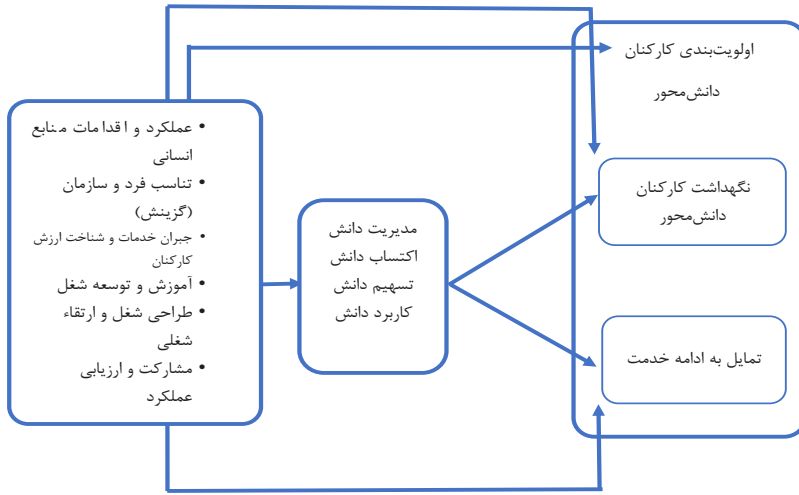 اولویت‌بندی کارکنان
دانش‌محور
• عملکرد و اقدامات منابع
انسانی
• تناسب فرد و سازمان
(گزینش)
• جبران خدمات و شناخت ارزش
کارکنان
• آموزش و توسعه شغل
• طراحی شغل و ارتقاء
شغلی
• مشارکت و ارزیابی
عملکرد
مدیریت دانش
اکتساب دانش
تسهیم دانش
کاربرد دانش
نگهداشت کارکنان
دانش‌محور
تمایل به ادامه خدمت